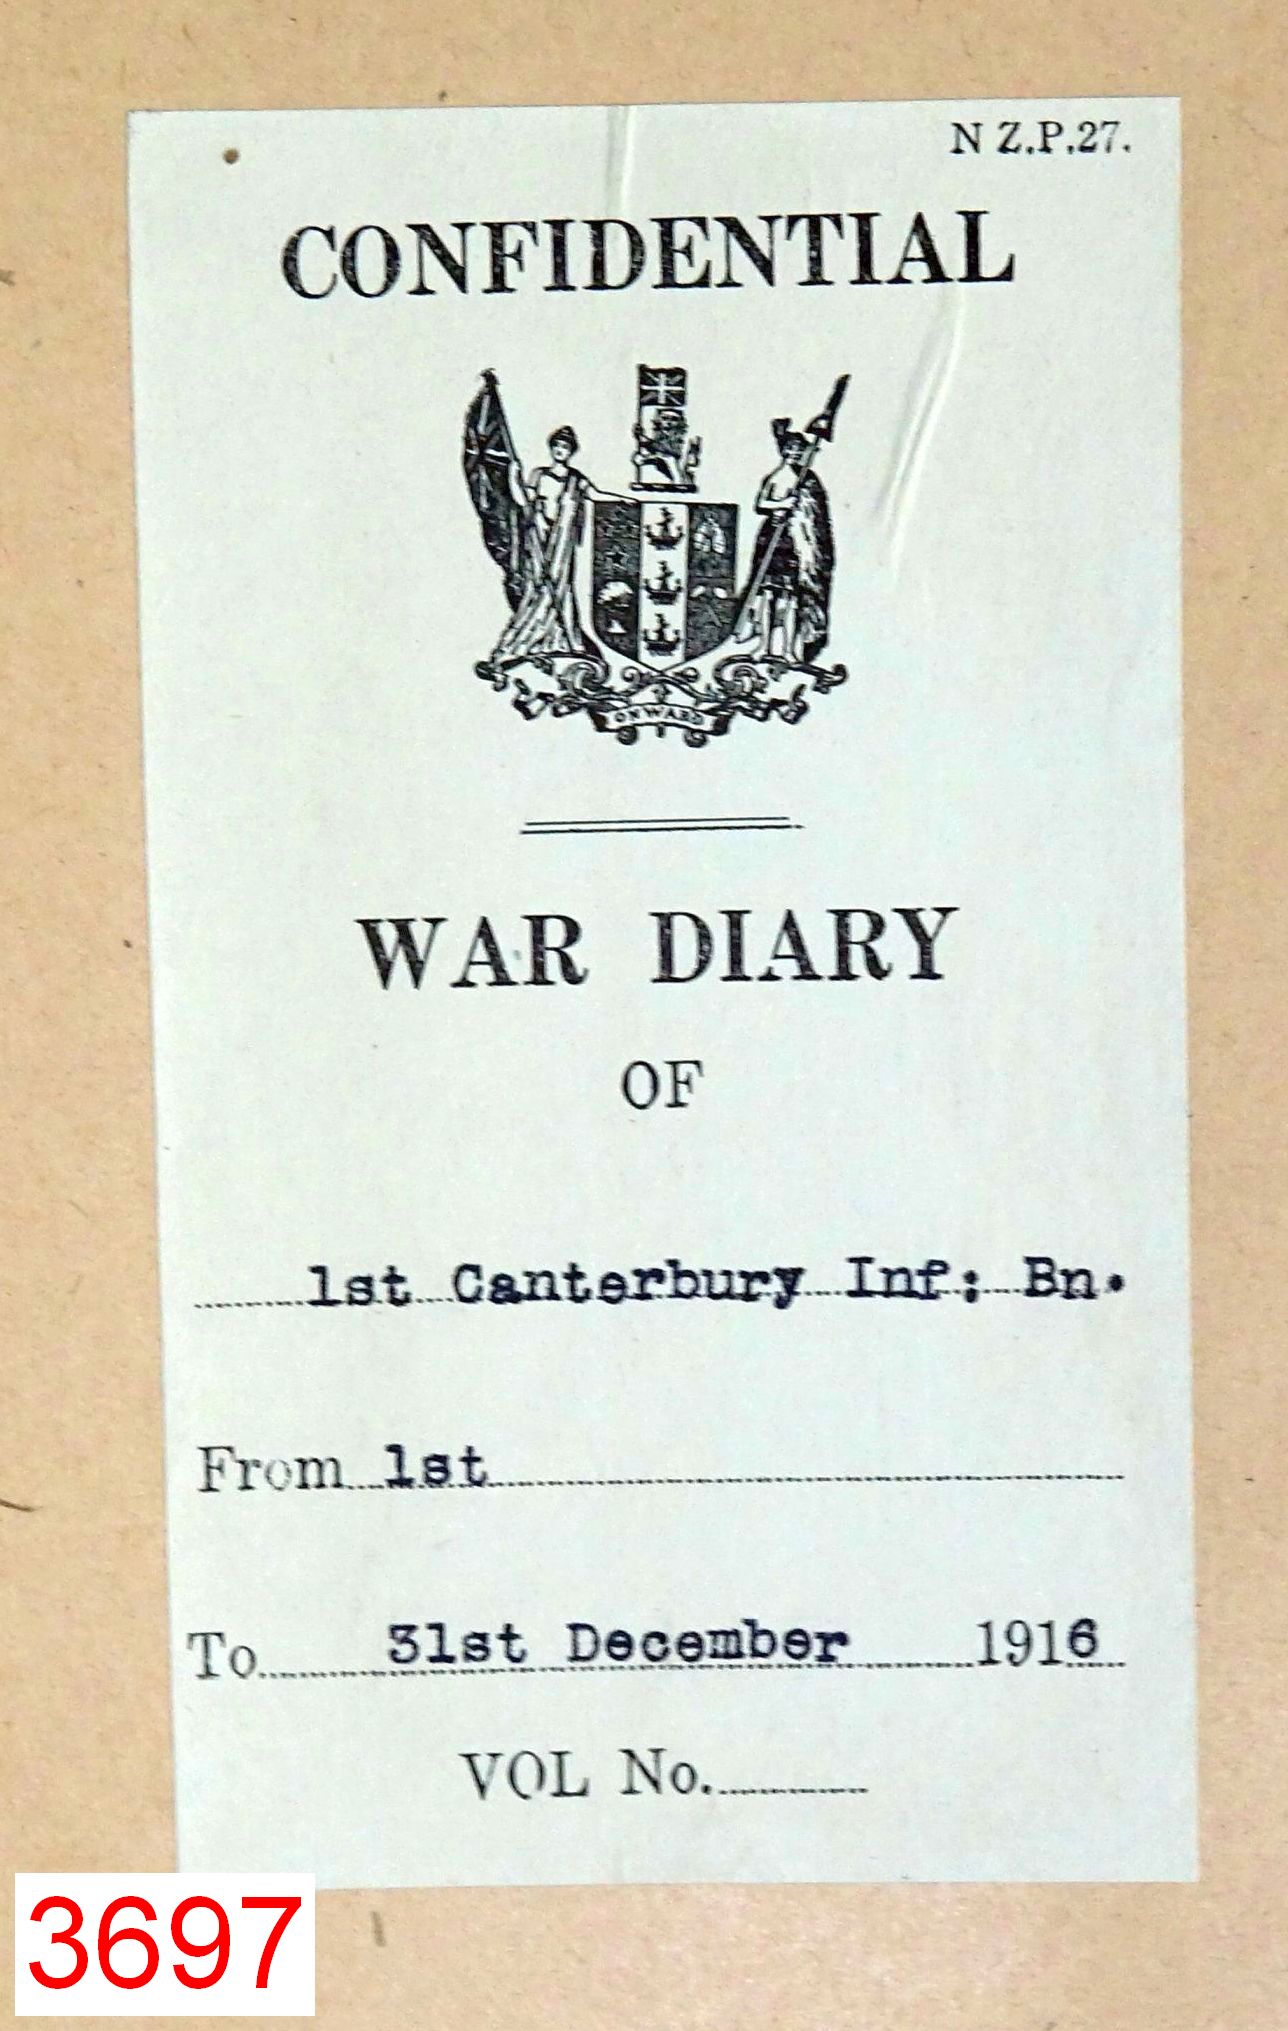 N Z.P.27.
CONFIDENTIAL
ONWARD
WAR DIARY
OF
1st Canterbury Inf: Bn.
From 1st
To 31st December 1916
VOL No.
3697